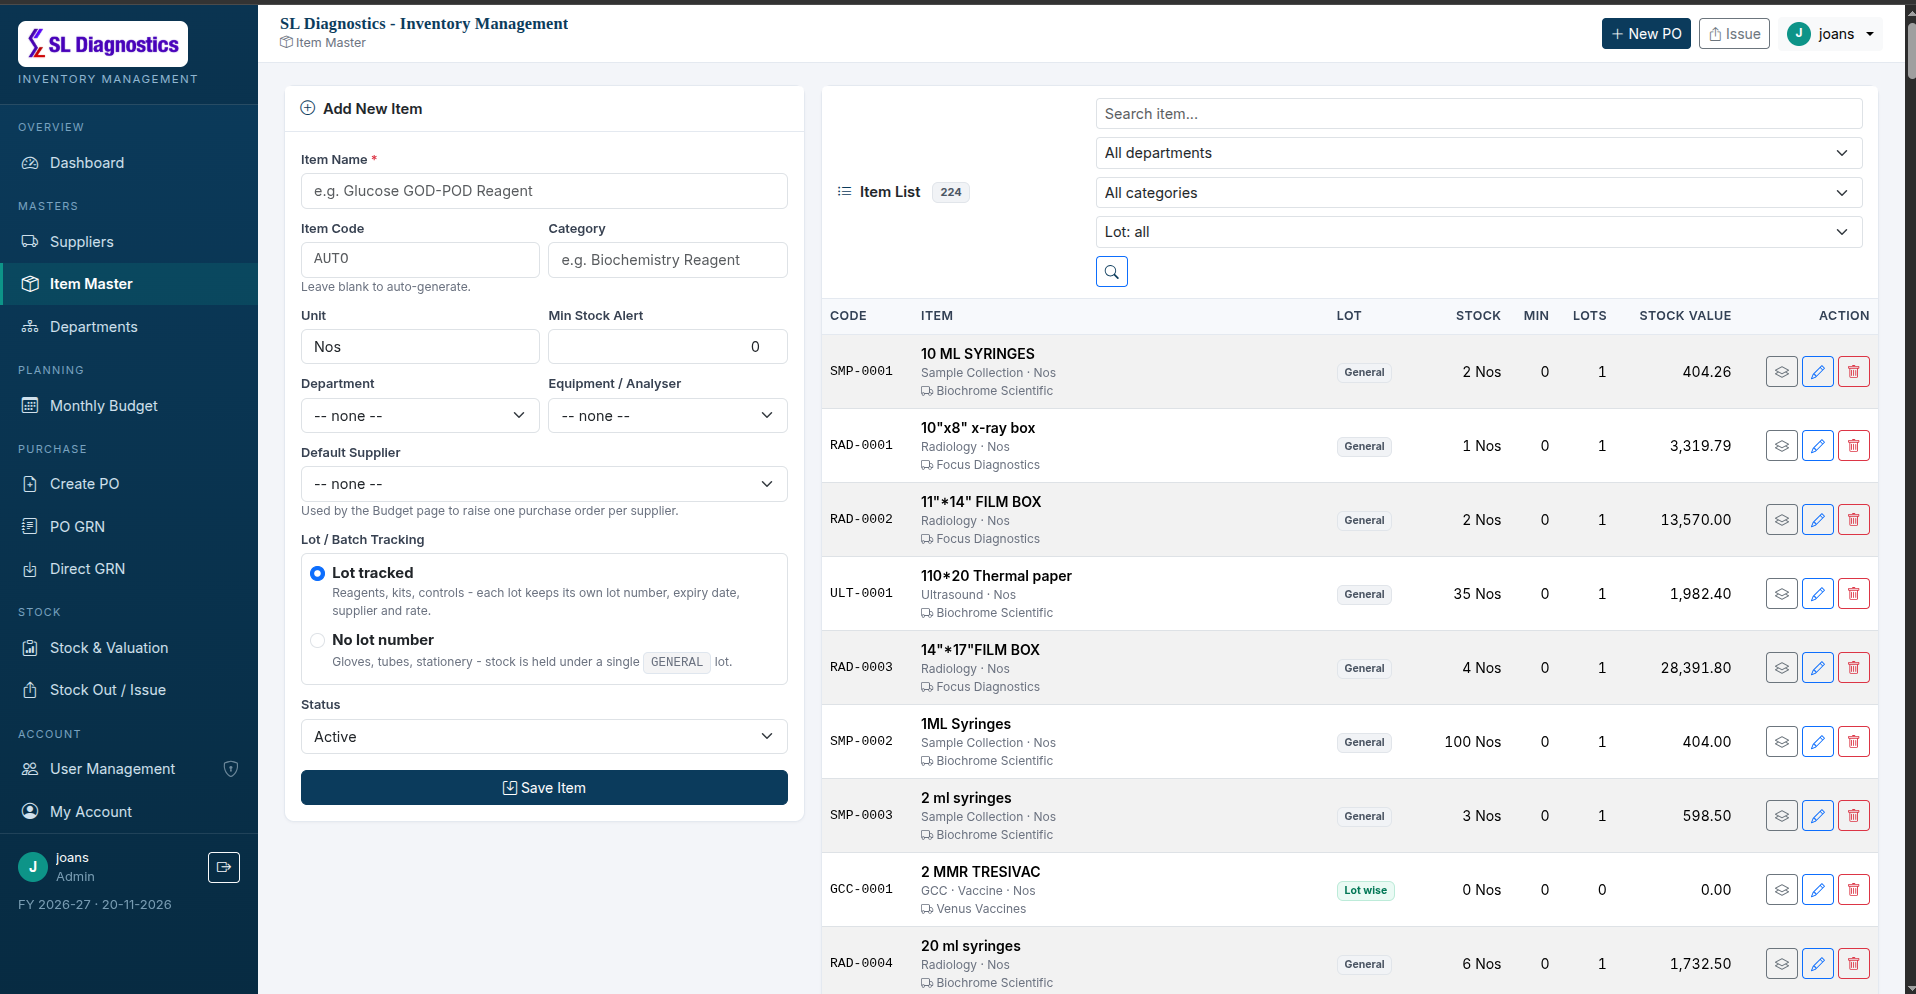 SL Diagnostics
INVENTORY MANAGEMENT
OVERVIEW
Dashboard
MASTERS
Suppliers
Item Master
Departments
PLANNING
Monthly Budget
PURCHASE
Create PO
PO GRN
Direct GRN
STOCK
Stock & Valuation
Stock Out / Issue
ACCOUNT
User Management
My Account
J joans
Admin
FY 2026-27 · 20-11-2026
SL Diagnostics - Inventory Management
Item Master
+ New PO
Issue
J joans
Add New Item
Item Name *
e.g. Glucose GOD-POD Reagent
Item Code Category
AUTO e.g. Biochemistry Reagent
Leave blank to auto-generate.
Unit Min Stock Alert
Nos 0
Department Equipment / Analyser
-- none -- -- none --
Default Supplier
-- none --
Used by the Budget page to raise one purchase order per supplier.
Lot / Batch Tracking
Lot tracked
Reagents, kits, controls - each lot keeps its own lot number, expiry date,
supplier and rate.
No lot number
Gloves, tubes, stationery - stock is held under a single GENERAL lot.
Status
Active
Save Item
Item List 224
Search item...
All departments
All categories
Lot: all
CODE ITEM LOT STOCK MIN LOTS STOCK VALUE ACTION
SMP-0001 10 ML SYRINGES General 2 Nos 0 1 404.26
Sample Collection · Nos
Biochrome Scientific
RAD-0001 10"x8" x-ray box General 1 Nos 0 1 3,319.79
Radiology · Nos
Focus Diagnostics
RAD-0002 11"*14" FILM BOX General 2 Nos 0 1 13,570.00
Radiology · Nos
Focus Diagnostics
ULT-0001 110*20 Thermal paper General 35 Nos 0 1 1,982.40
Ultrasound · Nos
Biochrome Scientific
RAD-0003 14"*17"FILM BOX General 4 Nos 0 1 28,391.80
Radiology · Nos
Focus Diagnostics
SMP-0002 1ML Syringes General 100 Nos 0 1 404.00
Sample Collection · Nos
Biochrome Scientific
SMP-0003 2 ml syringes General 3 Nos 0 1 598.50
Sample Collection · Nos
Biochrome Scientific
GCC-0001 2 MMR TRESIVAC Lot wise 0 Nos 0 0 0.00
GCC · Vaccine · Nos
Venus Vaccines
RAD-0004 20 ml syringes General 6 Nos 0 1 1,732.50
Radiology · Nos
Biochrome Scientific